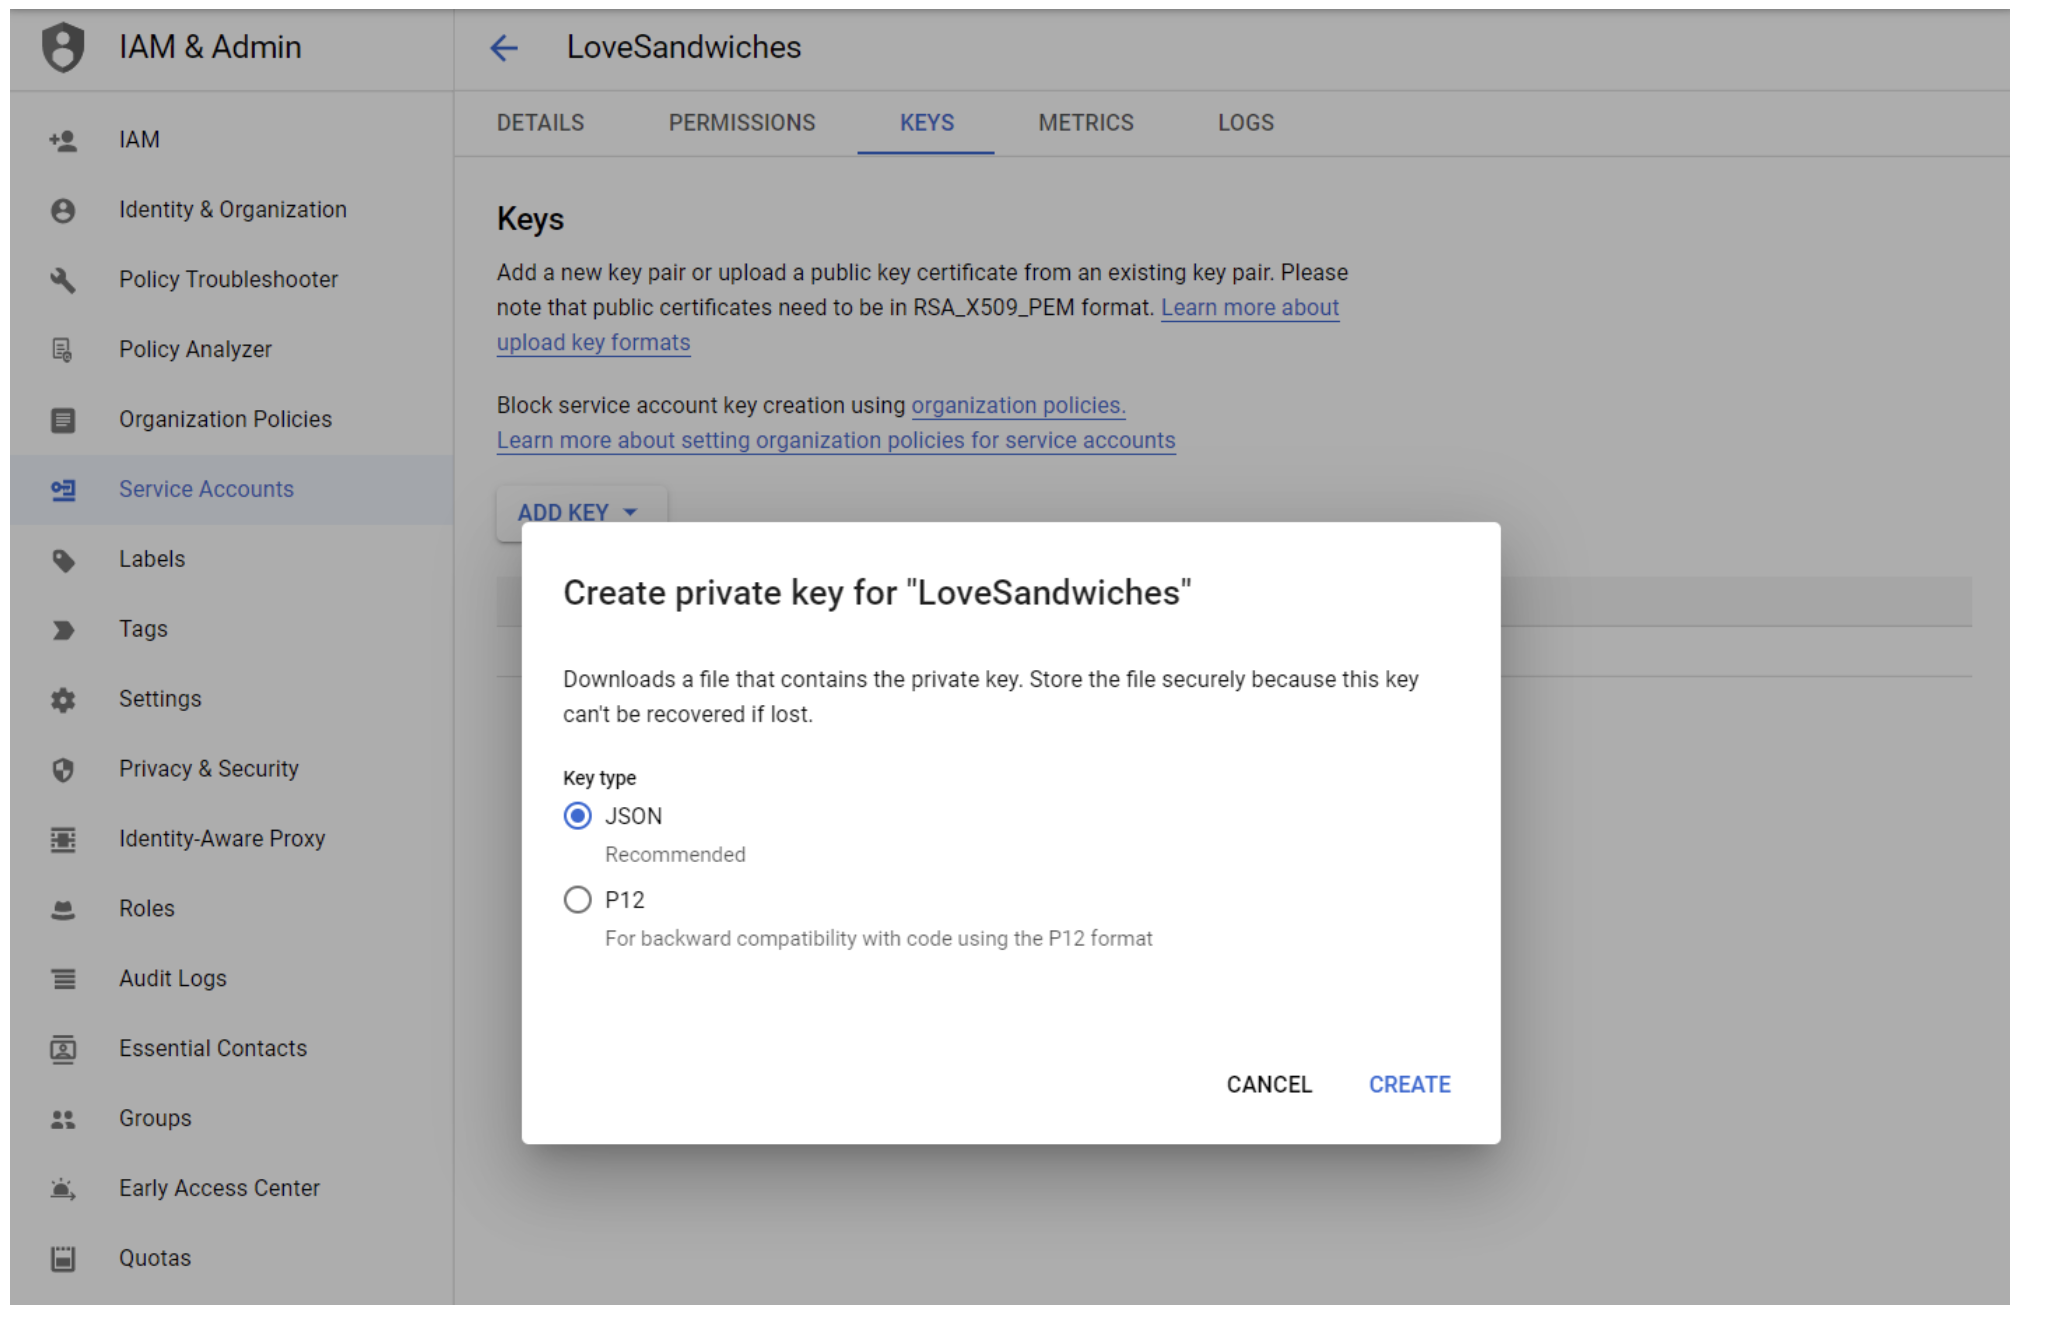 IAM & Admin
IAM
Identity & Organization
Policy Troubleshooter
Policy Analyzer
Organization Policies
Service Accounts
Labels
Tags
Settings
Privacy & Security
Identity-Aware Proxy
Roles
Audit Logs
Essential Contacts
Groups
Early Access Center
Quotas
LoveSandwiches
DETAILS PERMISSIONS KEYS METRICS LOGS
Keys
Add a new key pair or upload a public key certificate from an existing key pair. Please
note that public certificates need to be in RSA_X509_PEM format. Learn more about
upload key formats
Block service account key creation using organization policies.
Learn more about setting organization policies for service accounts
ADD KEY
Create private key for "LoveSandwiches"
Downloads a file that contains the private key. Store the file securely because this key
can't be recovered if lost.
Key type
JSON
Recommended
P12
For backward compatibility with code using the P12 format
CANCEL CREATE